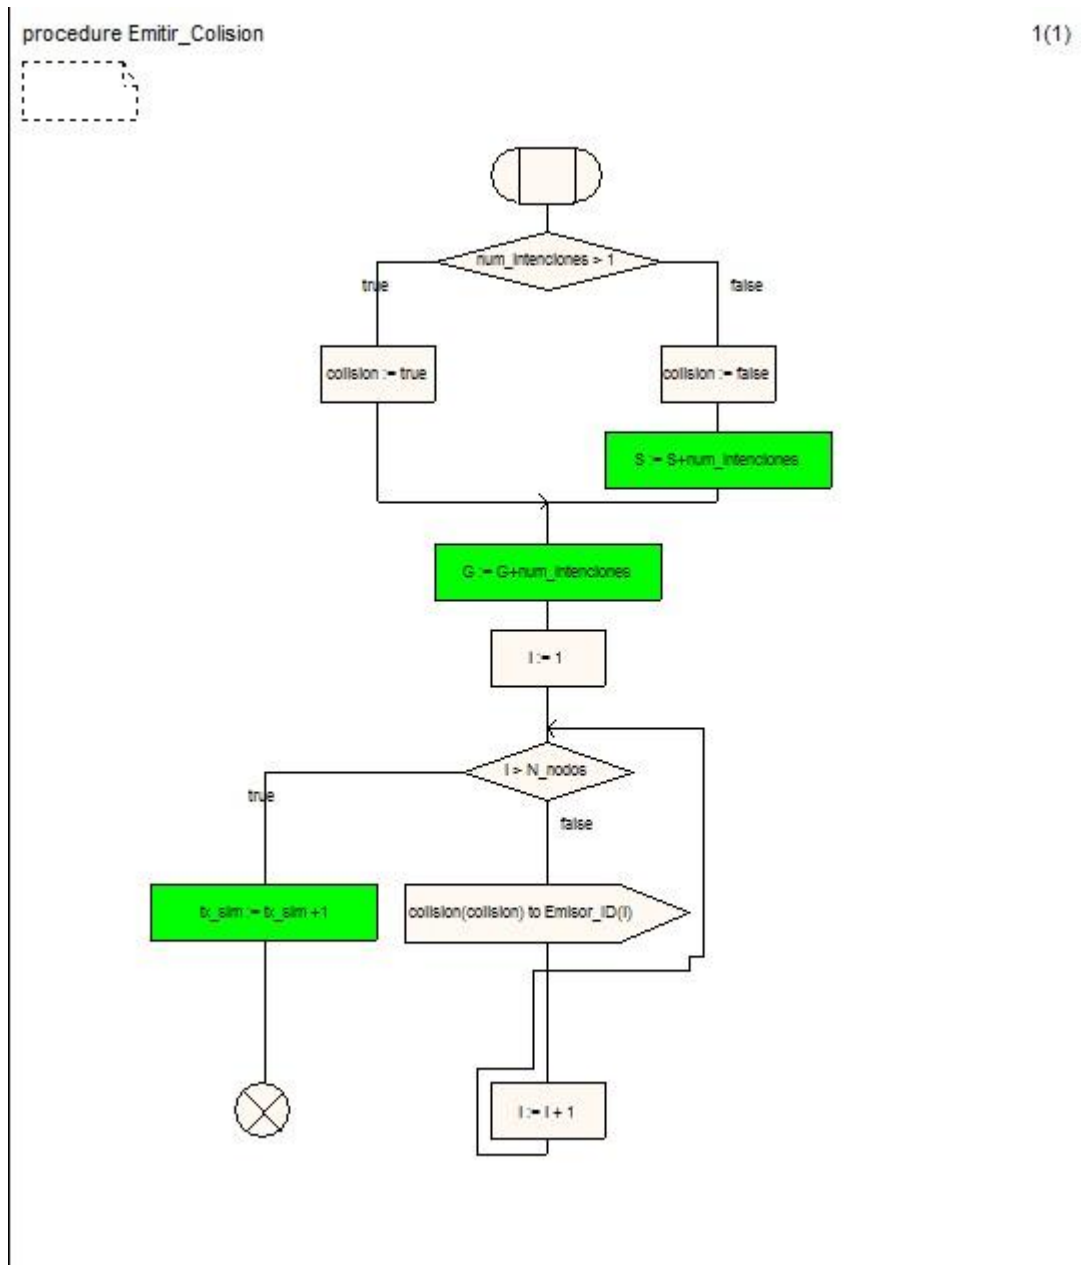 procedure Emitir_Colision
1(1)
num_intenciones > 1
true
false
colision := true
colision := false
S := S+num_intenciones
G := G+num_intenciones
I := 1
I > N_nodos
true
false
tx_sim := tx_sim +1
colision(colision) to Emisor_ID(I)
I := I + 1